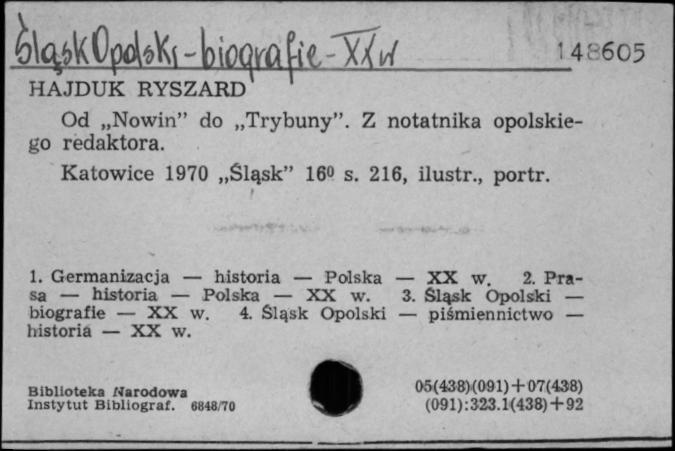 Śląsk Opolski - biografie - XX w
148605
HAJDUK RYSZARD
Od „Nowin” do „Trybuny”. Z notatnika opolskie-
go redaktora.
Katowice 1970 „Śląsk” 16º s. 216, ilustr., portr.
1. Germanizacja — historia — Polska — XX w. 2. Pra-
sa — historia — Polska — XX w. 3. Śląsk Opolski —
biografie — XX w. 4. Śląsk Opolski — piśmiennictwo —
historia — XX w.
Biblioteka Narodowa
Instytut Bibliograf. 6848/70
05(438)(091)+07(438)
(091):323.1(438)+92